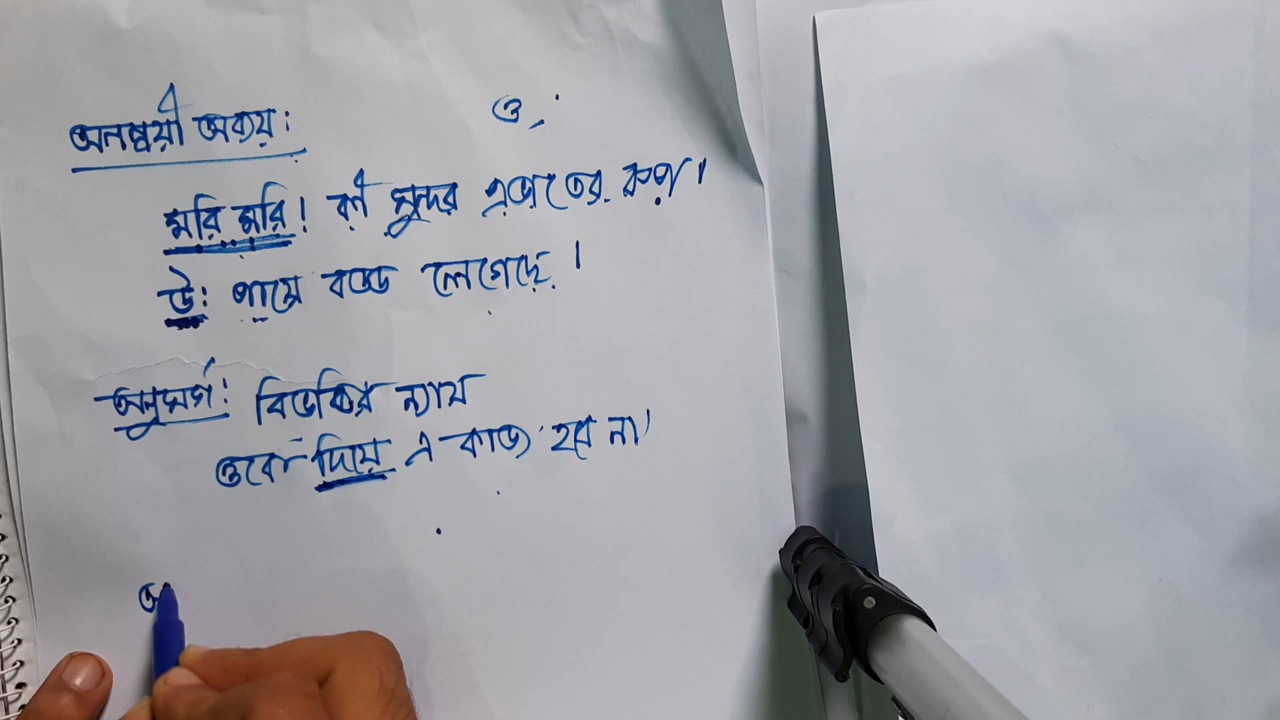 ও,
অনন্বয়ী অব্যয়:
মরি মরি! কী সুন্দর প্রভাতের রূপ।
উ: পায়ে বড্ড লেগেছে।
অনুসর্গ: বিভক্তির ন্যায়
ওকে দিয়ে এ কাজ হবে না।